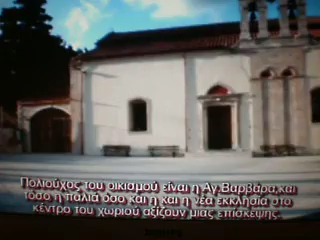 Πολιούχος του οικισμού είναι η Αγ.Βαρβάρα,και
τόσο η παλιά όσο και η και η νέα εκκλησία στο
κέντρο του χωριού αξίζουν μιας επίσκεψης.